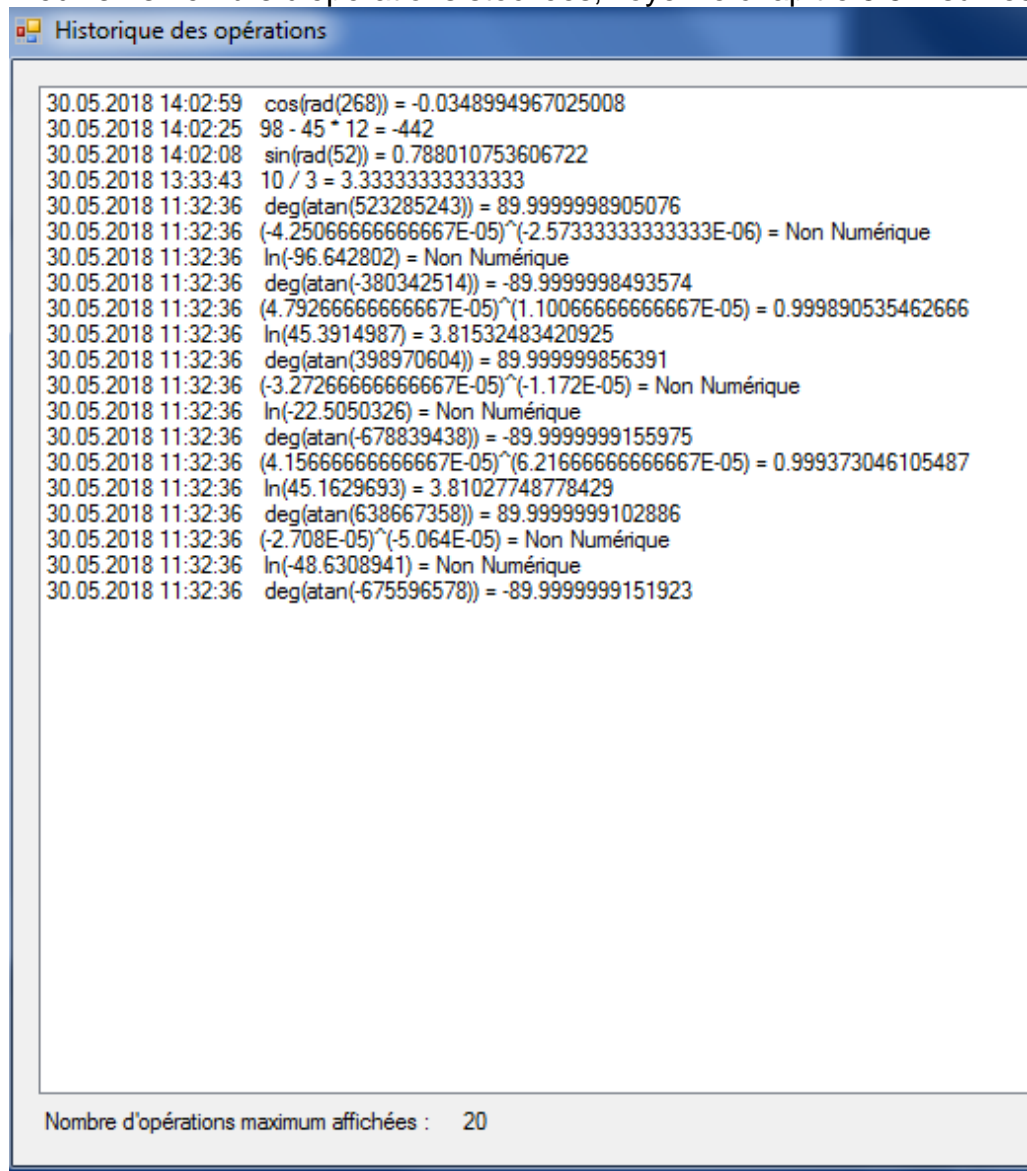 Historique des opérations
30.05.2018 14:02:59 cos(rad(268)) = -0.0348994967025008
30.05.2018 14:02:25 98 - 45 * 12 = -442
30.05.2018 14:02:08 sin(rad(52)) = 0.788010753606722
30.05.2018 13:33:43 10 / 3 = 3.33333333333333
30.05.2018 11:32:36 deg(atan(523285243)) = 89.9999998905076
30.05.2018 11:32:36 (-4.25066666666667E-05)^(-2.57333333333333E-06) = Non Numérique
30.05.2018 11:32:36 ln(-96.642802) = Non Numérique
30.05.2018 11:32:36 deg(atan(-380342514)) = -89.9999998493574
30.05.2018 11:32:36 (4.79266666666667E-05)^(1.10066666666667E-05) = 0.999890535462666
30.05.2018 11:32:36 ln(45.3914987) = 3.81532483420925
30.05.2018 11:32:36 deg(atan(398970604)) = 89.999999856391
30.05.2018 11:32:36 (-3.27266666666667E-05)^(-1.172E-05) = Non Numérique
30.05.2018 11:32:36 ln(-22.5050326) = Non Numérique
30.05.2018 11:32:36 deg(atan(-678839438)) = -89.9999999155975
30.05.2018 11:32:36 (4.15666666666667E-05)^(6.21666666666667E-05) = 0.999373046105487
30.05.2018 11:32:36 ln(45.1629693) = 3.81027748778429
30.05.2018 11:32:36 deg(atan(638667358)) = 89.9999999102886
30.05.2018 11:32:36 (-2.708E-05)^(-5.064E-05) = Non Numérique
30.05.2018 11:32:36 ln(-48.6308941) = Non Numérique
30.05.2018 11:32:36 deg(atan(-675596578)) = -89.9999999151923
Nombre d'opérations maximum affichées : 20